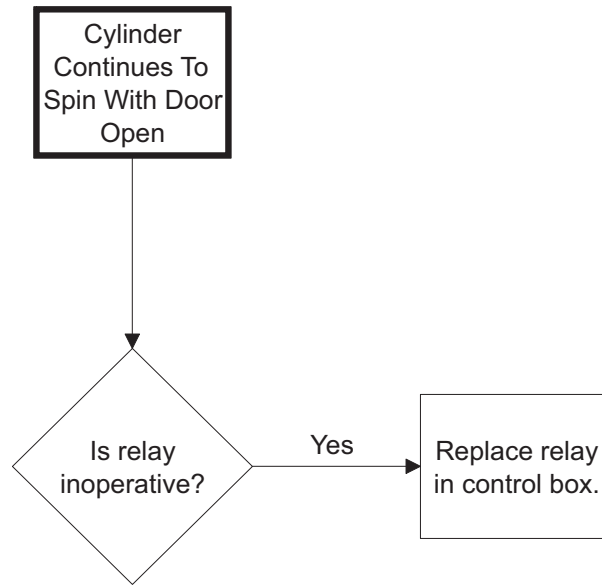 Cylinder
Continues To
Spin With Door
Open
Is relay
inoperative?
Yes
Replace relay
in control box.